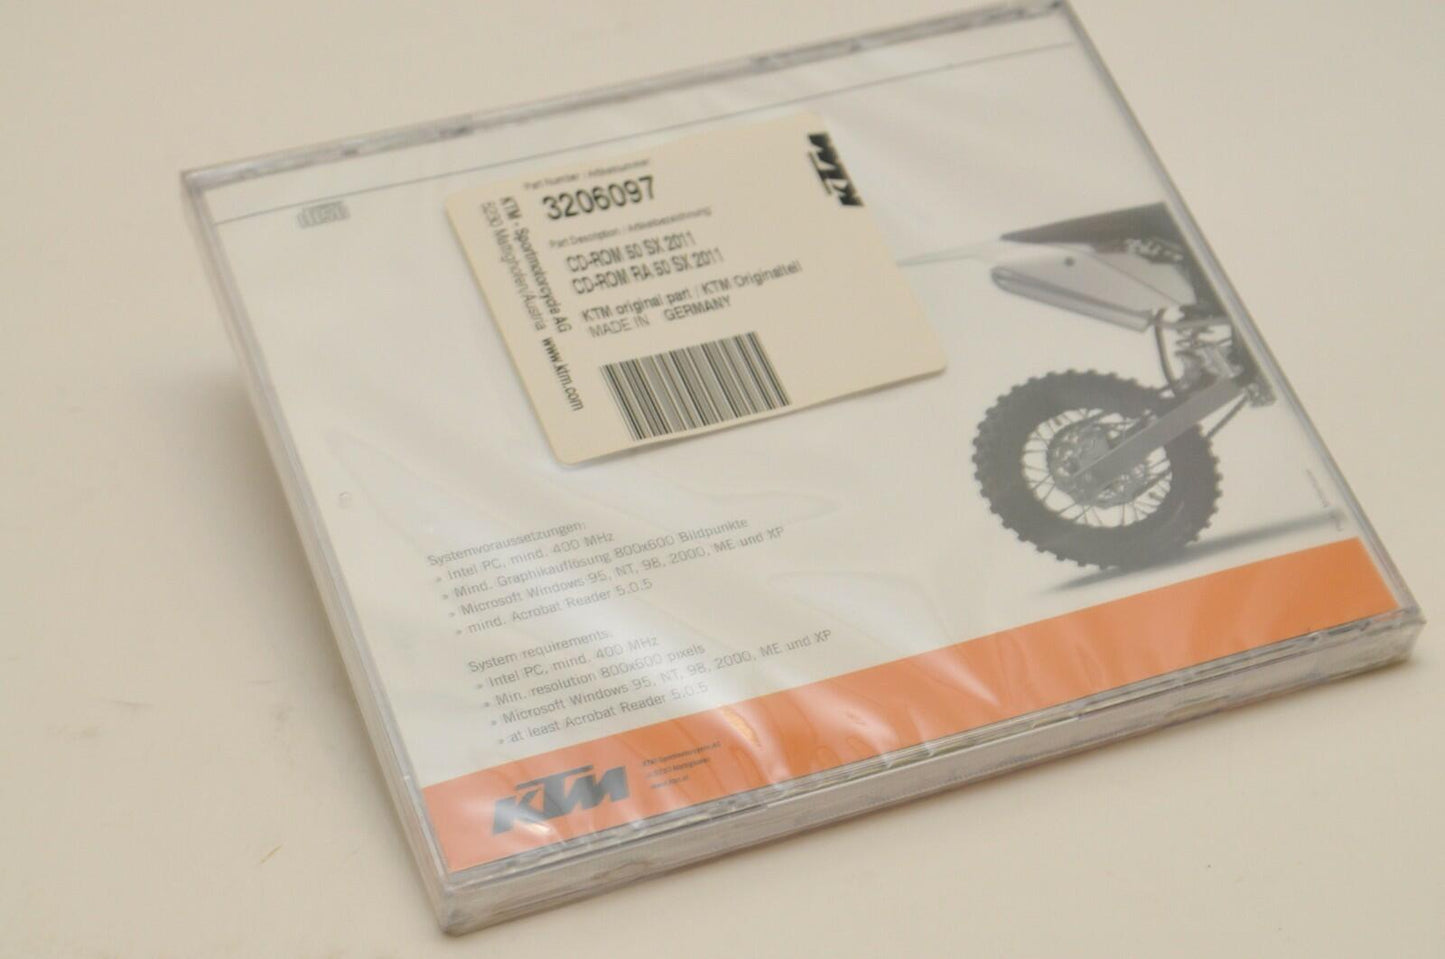 Part Number / Artikelnummer
3206097
Part Description / Artikelbezeichnung
CD-ROM 50 SX 2011
CD-ROM RA 50 SX 2011
KTM original part / KTM Originalteil
MADE IN GERMANY
KTM - Sportmotorcycle AG
5230 Mattighofen/Austria www.ktm.com
KTM
Systemvoraussetzungen:
» Intel PC, mind. 400 MHz
» Mind. Graphikauflösung 800x600 Bildpunkte
» Microsoft Windows 95, NT, 98, 2000, ME und XP
» mind. Acrobat Reader 5.0.5
System requirements:
» Intel PC, mind. 400 MHz
» Min. resolution 800x600 pixels
» Microsoft Windows 95, NT, 98, 2000, ME und XP
» at least Acrobat Reader 5.0.5
KTM